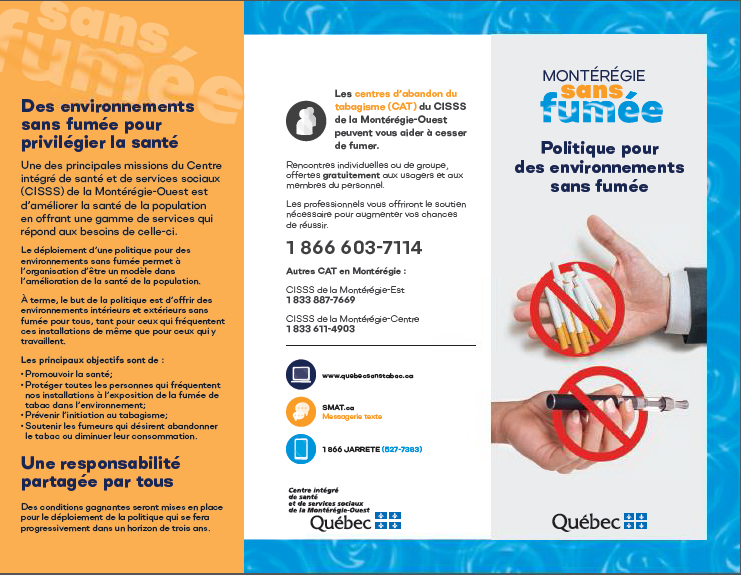 sans
fumée
Des environnements
sans fumée pour
privilégier la santé
Une des principales missions du Centre
intégré de santé et de services sociaux
(CISSS) de la Montérégie-Ouest est
d'améliorer la santé de la population
en offrant une gamme de services qui
répond aux besoins de celle-ci.
Le déploiement d'une politique pour des
environnements sans fumée permet à
l'organisation d'être un modèle dans
l'amélioration de la santé de la population.
À terme, le but de la politique est d'offrir des
environnements intérieurs et extérieurs sans
fumée pour tous, tant pour ceux qui fréquentent
ces installations de même que pour ceux qui y
travaillent.
Les principaux objectifs sont de :
• Promouvoir la santé;
• Protéger toutes les personnes qui fréquentent
nos installations à l'exposition de la fumée de
tabac dans l'environnement;
• Prévenir l'initiation au tabagisme;
• Soutenir les fumeurs qui désirent abandonner
le tabac ou diminuer leur consommation.
Une responsabilité
partagée par tous
Des conditions gagnantes seront mises en place
pour le déploiement de la politique qui se fera
progressivement dans un horizon de trois ans.
Les centres d'abandon du
tabagisme (CAT) du CISSS
de la Montérégie-Ouest
peuvent vous aider à cesser
de fumer.
Rencontres individuelles ou de groupe,
offertes gratuitement aux usagers et aux
membres du personnel.
Les professionnels vous offriront le soutien
nécessaire pour augmenter vos chances
de réussir.
1 866 603-7114
Autres CAT en Montérégie :
CISSS de la Montérégie-Est
1 833 887-7669
CISSS de la Montérégie-Centre
1 833 611-4903
www.quebecsanstabac.ca
SMAT.ca
Messagerie texte
1 866 JARRETE (527-7383)
Centre intégré
de santé
et de services sociaux
de la Montérégie-Ouest
Québec
MONTÉRÉGIE
sans
fumée
Politique pour
des environnements
sans fumée
Québec